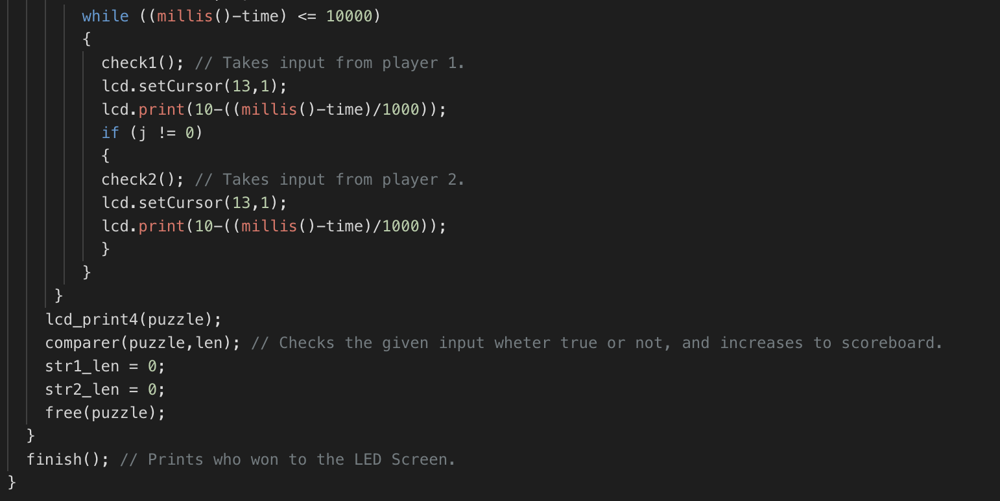 while ((millis()-time) <= 10000)
{
check1(); // Takes input from player 1.
lcd.setCursor(13,1);
lcd.print(10-((millis()-time)/1000));
if (j != 0)
{
check2(); // Takes input from player 2.
lcd.setCursor(13,1);
lcd.print(10-((millis()-time)/1000));
}
}
}
lcd_print4(puzzle);
comparer(puzzle,len); // Checks the given input wheter true or not, and increases to scoreboard.
str1_len = 0;
str2_len = 0;
free(puzzle);
}
finish(); // Prints who won to the LED Screen.
}